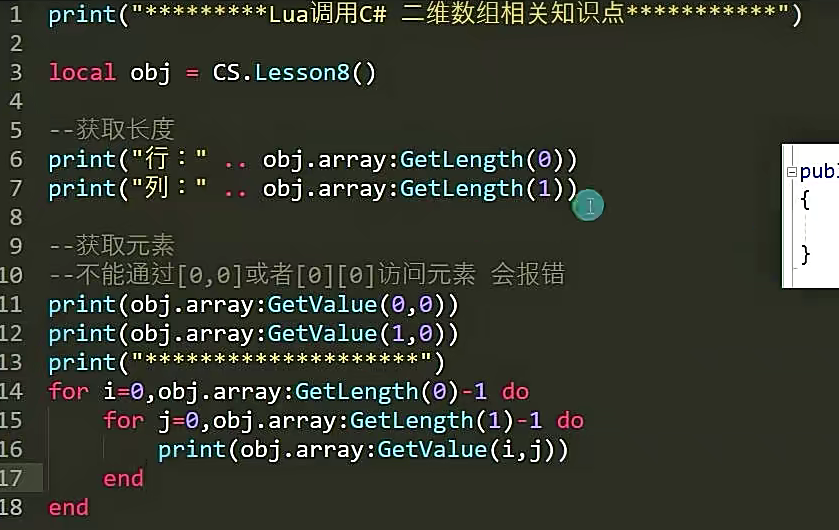 1 print("*********Lua调用C# 二维数组相关知识点***********")
2
3 local obj = CS.Lesson8()
4
5 --获取长度
6 print("行：" .. obj.array:GetLength(0))
7 print("列：" .. obj.array:GetLength(1))
8
9 --获取元素
10 --不能通过[0,0]或者[0][0]访问元素 会报错
11 print(obj.array:GetValue(0,0))
12 print(obj.array:GetValue(1,0))
13 print("********************")
14 for i=0,obj.array:GetLength(0)-1 do
15     for j=0,obj.array:GetLength(1)-1 do
16         print(obj.array:GetValue(i,j))
17     end
18 end
{
}